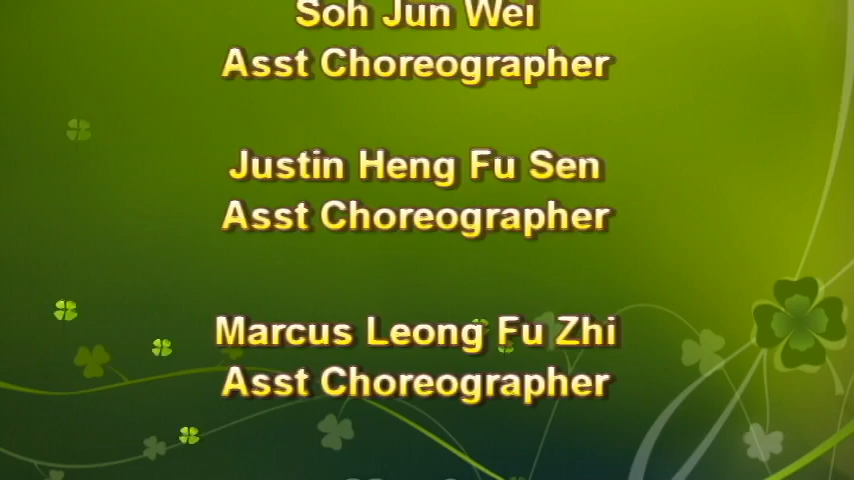 Soh Jun Wei
Asst Choreographer
Justin Heng Fu Sen
Asst Choreographer
Marcus Leong Fu Zhi
Asst Choreographer